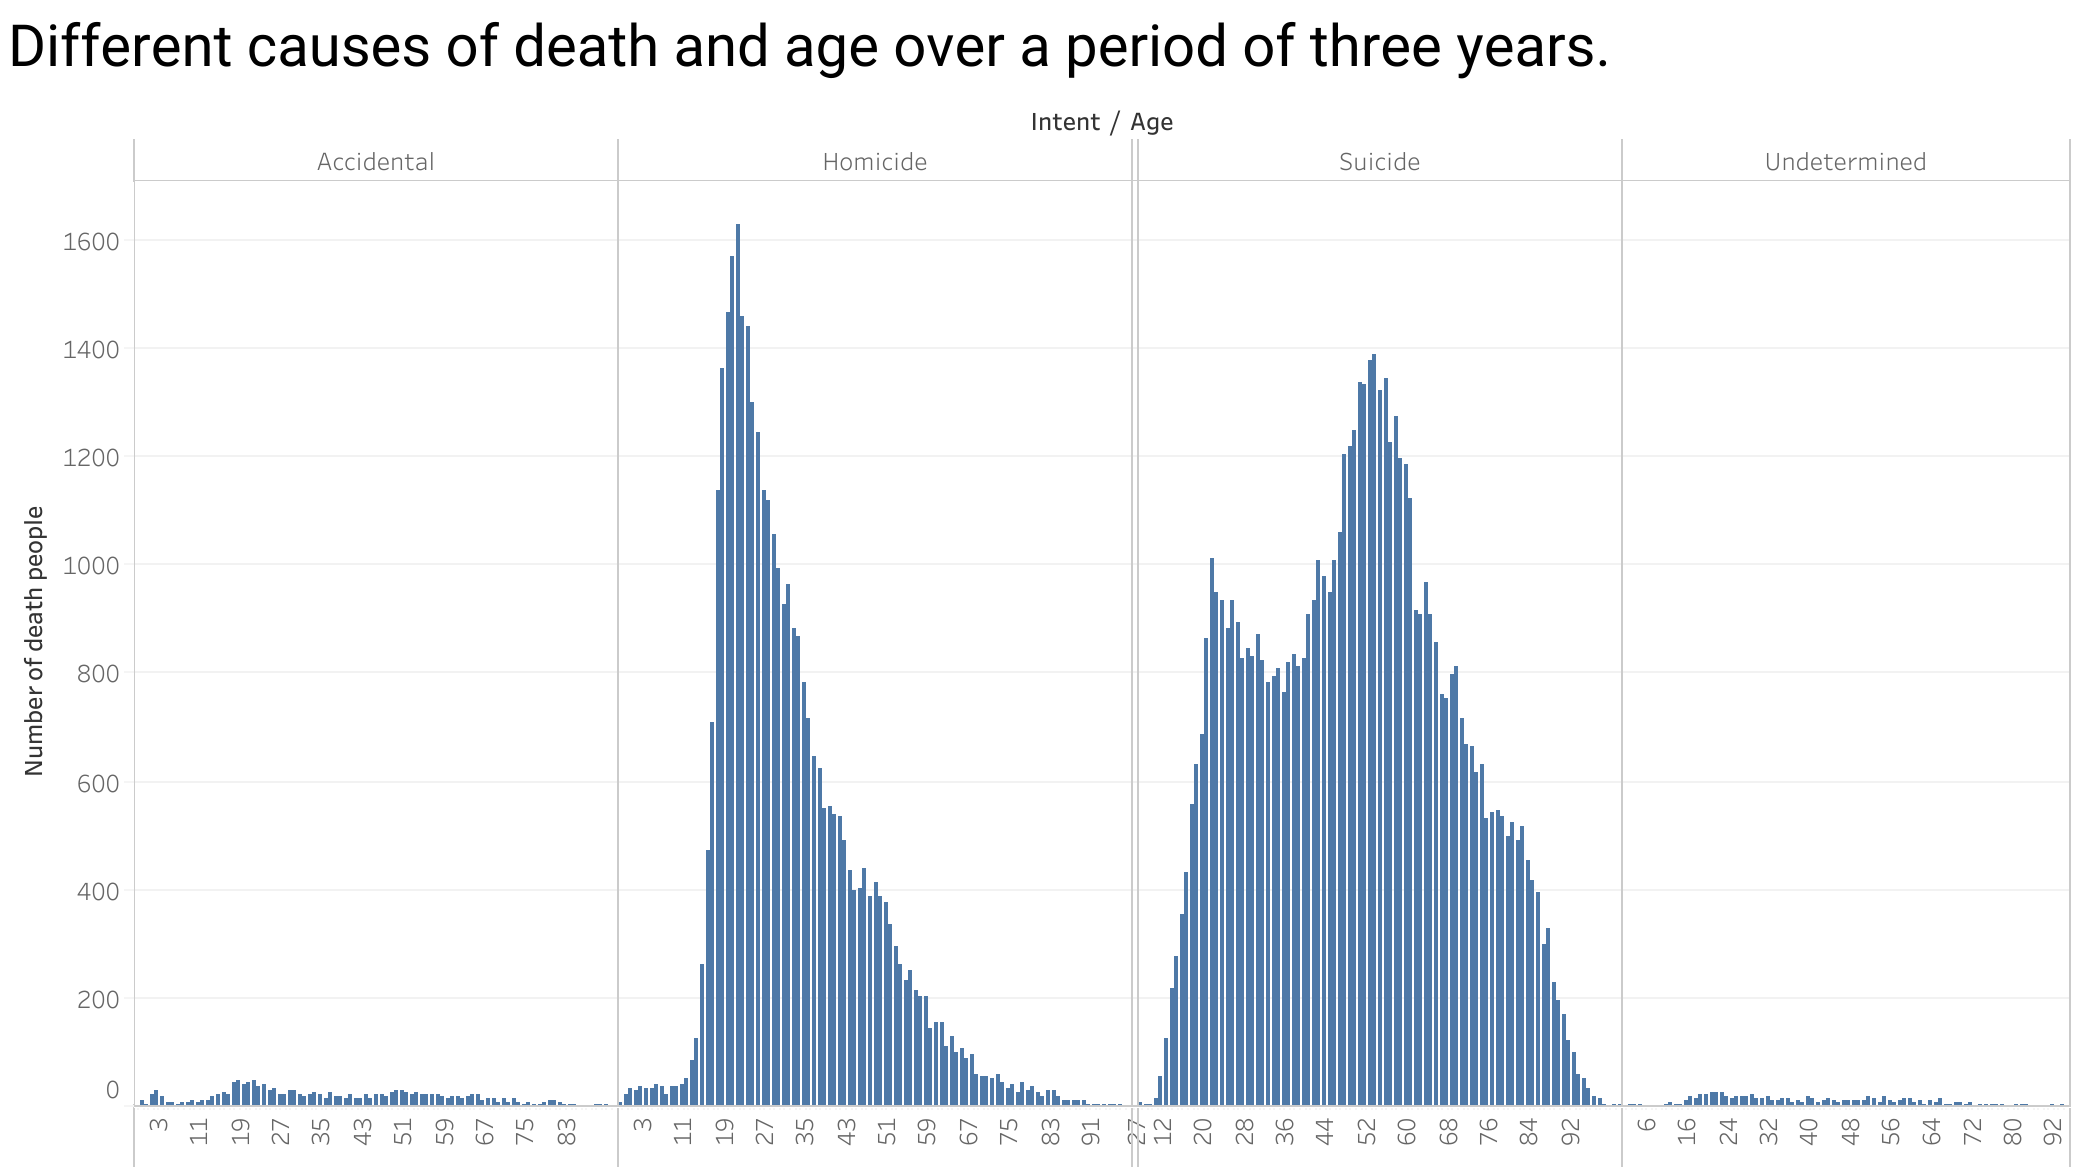 Different causes of death and age over a period of three years.
Intent / Age
Accidental Homicide Suicide Undetermined
Number of death people
1600
1400
1200
1000
800
600
400
200
0
3 11 19 27 35 43 51 59 67 75 83 3 11 19 27 35 43 51 59 67 75 83 91 27 12 20 28 36 44 52 60 68 76 84 92 6 16 24 32 40 48 56 64 72 80 92